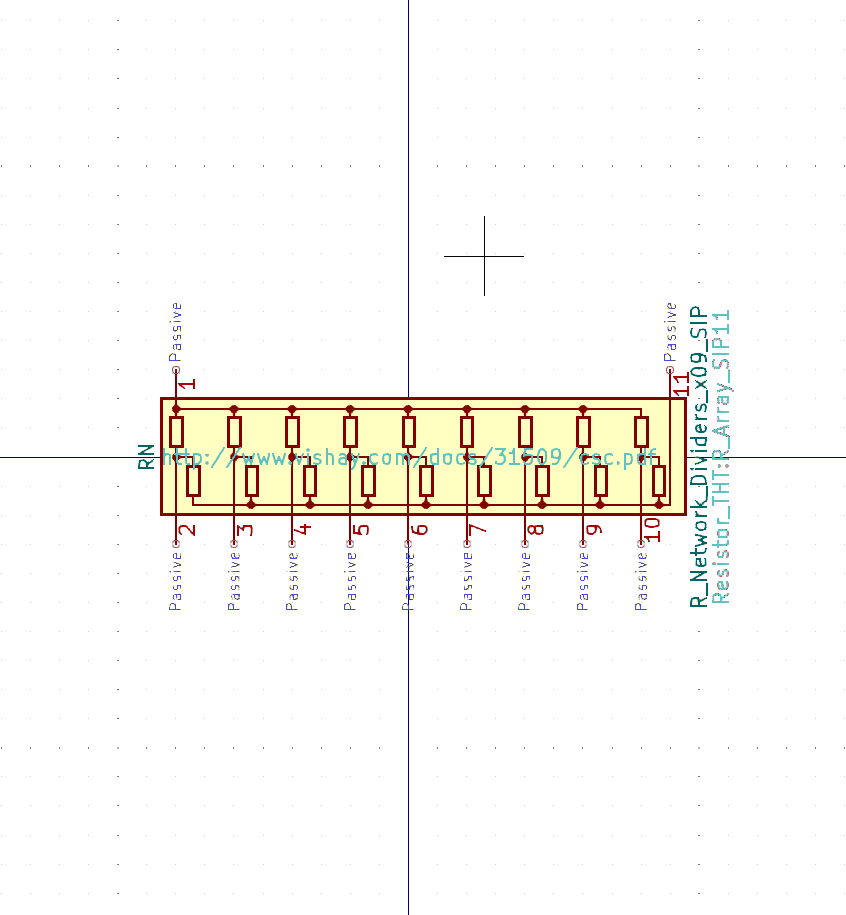 Passive
Passive
1
11
RN
http://www.vishay.com/docs/31509/csc.pdf
R_Network_Dividers_x09_SIP
Resistor_THT:R_Array_SIP11
2
3
4
5
6
7
8
9
10
Passive
Passive
Passive
Passive
Passive
Passive
Passive
Passive
Passive